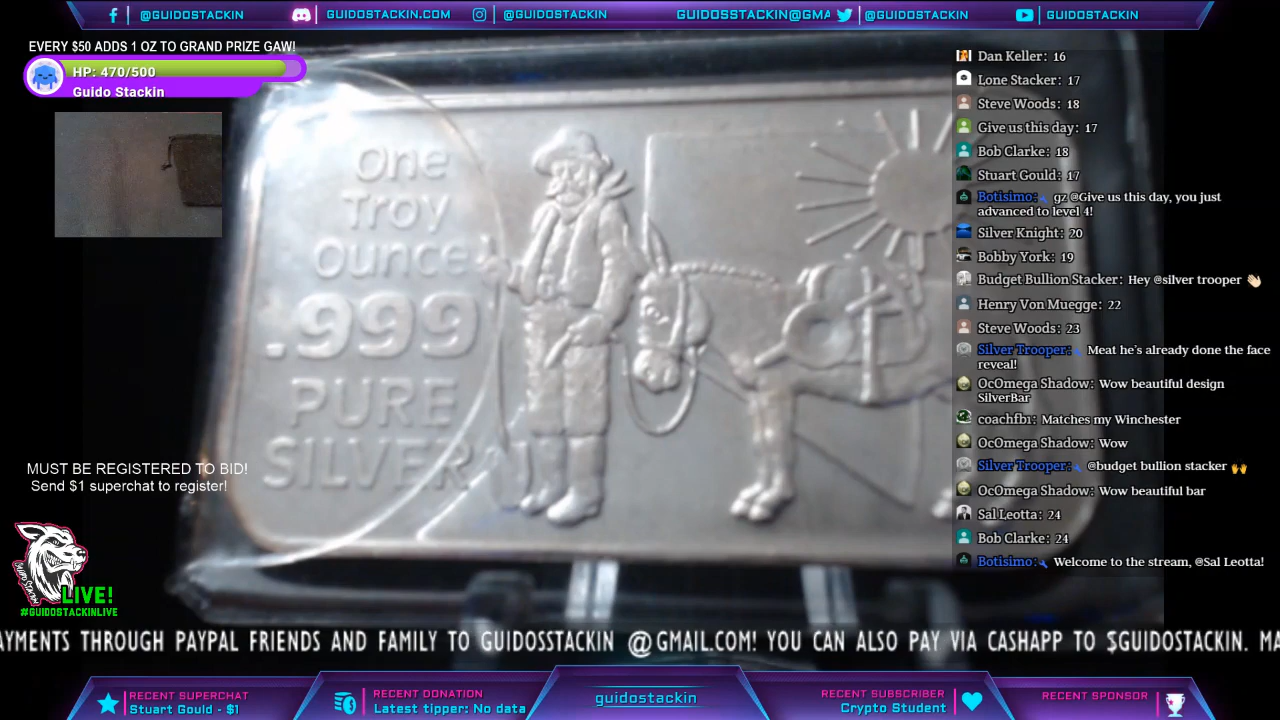 @GUIDOSTACKIN
GUIDOSTACKIN.COM
@GUIDOSTACKIN
GUIDOSSTACKIN@GMA
@GUIDOSTACKIN
GUIDOSTACKIN
EVERY $50 ADDS 1 OZ TO GRAND PRIZE GAW!
HP: 470/500
Guido Stackin
One
Troy
Ounce
.999
PURE
SILVER
Dan Keller: 16
Lone Stacker: 17
Steve Woods: 18
Give us this day: 17
Bob Clarke: 18
Stuart Gould: 17
Botisimo: gz @Give us this day, you just
advanced to level 4!
Silver Knight: 20
Bobby York: 19
Budget Bullion Stacker: Hey @silver trooper 👋🏻
Henry Von Muegge: 22
Steve Woods: 23
Silver Trooper: Meat he's already done the face
reveal!
OcOmega Shadow: Wow beautiful design
SilverBar
coachfb1: Matches my Winchester
OcOmega Shadow: Wow
Silver Trooper: @budget bullion stacker 🙌
OcOmega Shadow: Wow beautiful bar
Sal Leotta: 24
Bob Clarke: 24
Botisimo: Welcome to the stream, @Sal Leotta!
MUST BE REGISTERED TO BID!
Send $1 superchat to register!
GUIDO STACKIN
LIVE!
#GUIDOSTACKINLIVE
AYMENTS THROUGH PAYPAL FRIENDS AND FAMILY TO GUIDOSSTACKIN @GMAIL.COM! YOU CAN ALSO PAY VIA CASHAPP TO $GUIDOSTACKIN. MA
RECENT SUPERCHAT
Stuart Gould - $1
RECENT DONATION
Latest tipper: No data
guidostackin
RECENT SUBSCRIBER
Crypto Student
RECENT SPONSOR